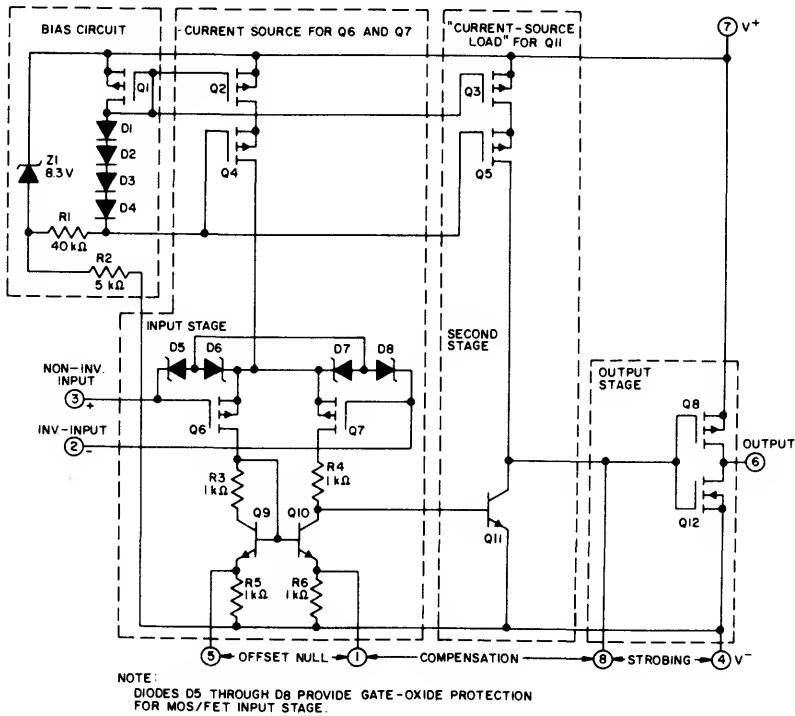 BIAS CIRCUIT
CURRENT SOURCE FOR Q6 AND Q7
"CURRENT-SOURCE
LOAD" FOR Q11
7 V+
Q1
Q2
Q3
D1
D2
D3
D4
Z1
8.3V
Q4
Q5
R1
40 kΩ
R2
5 kΩ
INPUT STAGE
D5
D6
D7
D8
SECOND
STAGE
OUTPUT
STAGE
NON-INV.
INPUT
3 +
INV-INPUT
2 -
Q6
Q7
Q8
OUTPUT
6
R3
1kΩ
R4
1kΩ
Q9
Q10
Q11
Q12
R5
1kΩ
R6
1kΩ
5 OFFSET NULL 1 COMPENSATION 8 STROBING 4 V-
NOTE:
DIODES D5 THROUGH D8 PROVIDE GATE-OXIDE PROTECTION
FOR MOS/FET INPUT STAGE.